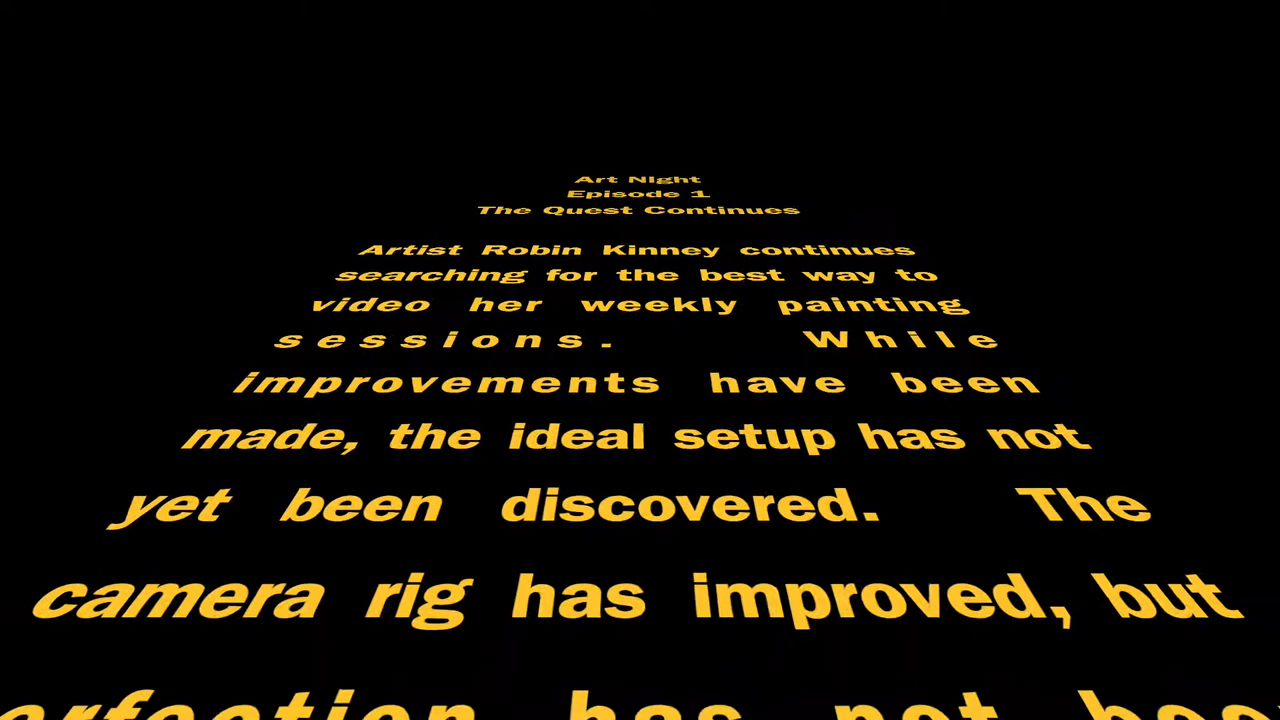 Art Night
Episode 1
The Quest Continues
Artist Robin Kinney continues
searching for the best way to
video her weekly painting
sessions. While
improvements have been
made, the ideal setup has not
yet been discovered. The
camera rig has improved, but
has not